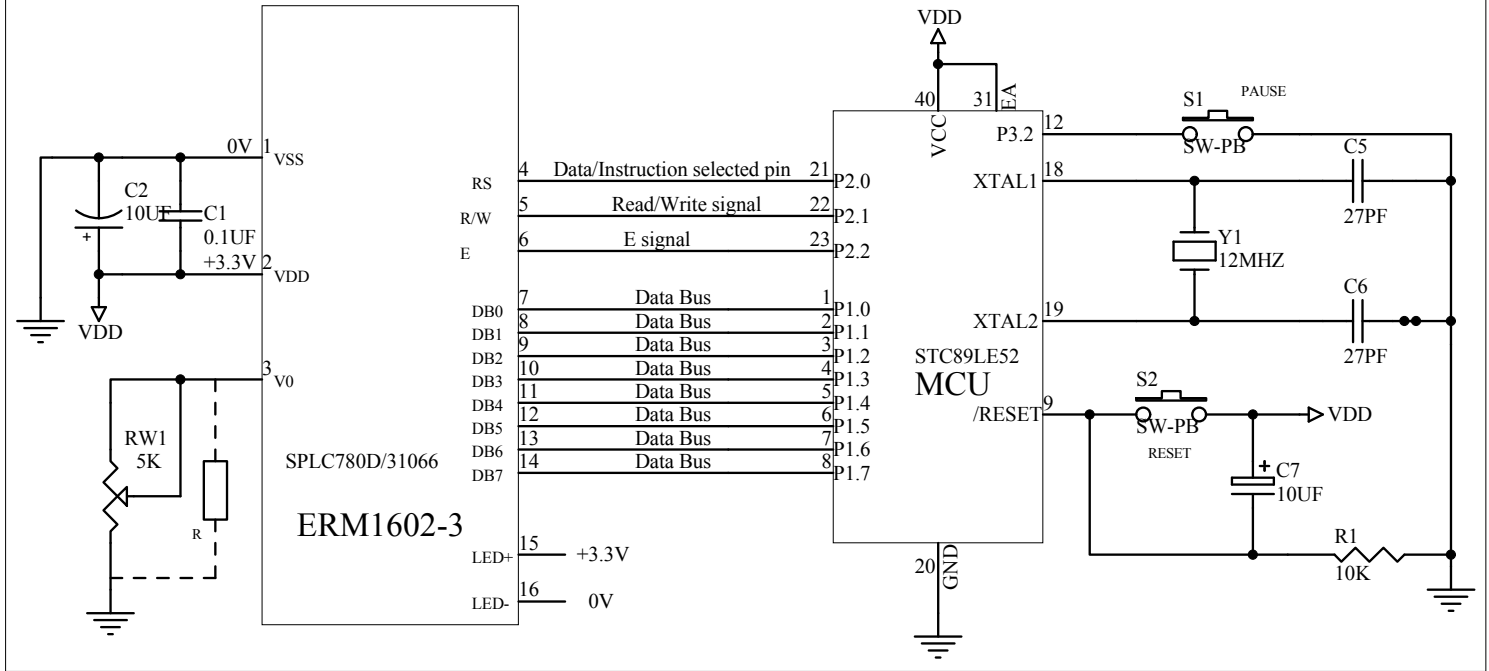 VDD
40
31
EA
VCC
S1
PAUSE
P3.2
12
SW-PB
0V
1
VSS
C2
10UF
C1
0.1UF
+3.3V
2
VDD
VDD
3
V0
RW1
5K
R
SPLC780D/31066
ERM1602-3
RS
4
Data/Instruction selected pin
21
P2.0
R/W
5
Read/Write signal
22
P2.1
E
6
E signal
23
P2.2
DB0
7
Data Bus
1
P1.0
DB1
8
Data Bus
2
P1.1
DB2
9
Data Bus
3
P1.2
DB3
10
Data Bus
4
P1.3
DB4
11
Data Bus
5
P1.4
DB5
12
Data Bus
6
P1.5
DB6
13
Data Bus
7
P1.6
DB7
14
Data Bus
8
P1.7
LED+
15
+3.3V
LED-
16
0V
XTAL1
18
C5
27PF
Y1
12MHZ
XTAL2
19
C6
27PF
STC89LE52
MCU
/RESET
9
S2
SW-PB
RESET
VDD
+
C7
10UF
R1
10K
20
GND
+